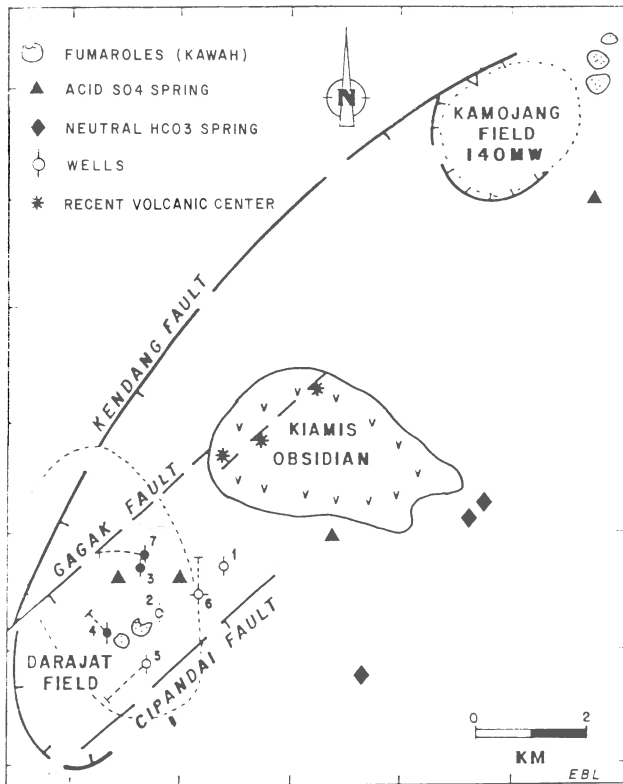 FUMAROLES (KAWAH)
ACID SO4 SPRING
NEUTRAL HCO3 SPRING
WELLS
RECENT VOLCANIC CENTER
N
KAMOJANG
FIELD
140MW
KENDANG FAULT
KIAMIS
OBSIDIAN
GAGAK FAULT
7
3
1
2
6
4
5
DARAJAT
FIELD
CIPANDAI FAULT
0 2
KM
EBL